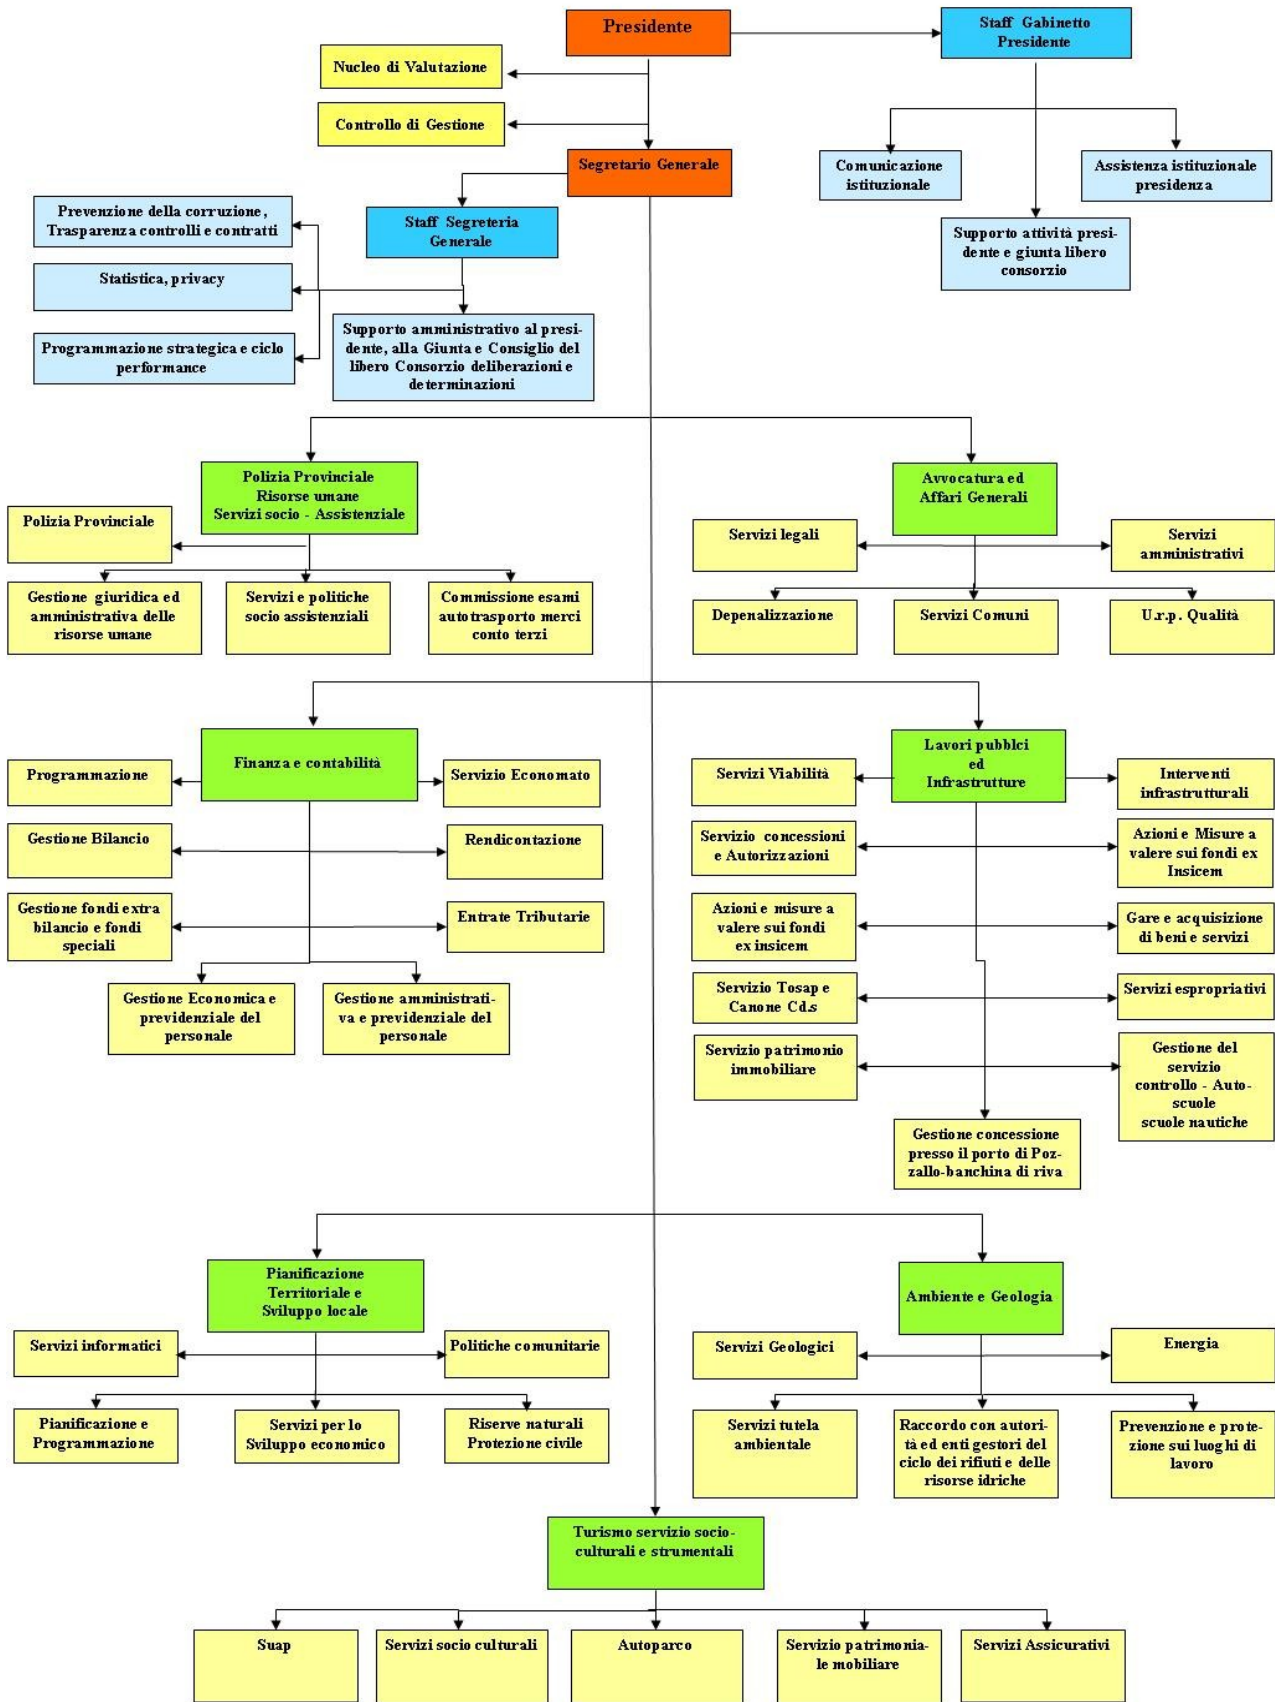 Presidente
Staff Gabinetto
Presidente
Nucleo di Valutazione
Controllo di Gestione
Segretario Generale
Comunicazione
istituzionale
Assistenza istituzionale
presidenza
Supporto attività presi-
dente e giunta libero
consorzio
Staff Segreteria
Generale
Prevenzione della corruzione,
Trasparenza controlli e contratti
Statistica, privacy
Programmazione strategica e ciclo
performance
Supporto amministrativo al presi-
dente, alla Giunta e Consiglio del
libero Consorzio deliberazioni e
determinazioni
Polizia Provinciale
Risorse umane
Servizi socio - Assistenziale
Polizia Provinciale
Gestione giuridica ed
amministrativa delle
risorse umane
Servizi e politiche
socio assistenziali
Commissione esami
autotrasporto merci
conto terzi
Avvocatura ed
Affari Generali
Servizi legali
Servizi
amministrativi
Depenalizzazione
Servizi Comuni
U.r.p. Qualità
Finanza e contabilità
Programmazione
Servizio Economato
Gestione Bilancio
Rendicontazione
Gestione fondi extra
bilancio e fondi
speciali
Entrate Tributarie
Gestione Economica e
previdenziale del
personale
Gestione amministrati-
va e previdenziale del
personale
Lavori pubblci
ed
Infrastrutture
Servizi Viabilità
Interventi
infrastrutturali
Servizio concessioni
e Autorizzazioni
Azioni e Misure a
valere sui fondi ex
Insicem
Azioni e misure a
valere sui fondi
ex insicem
Gare e acquisizione
di beni e servizi
Servizio Tosap e
Canone Cd.s
Servizi espropriativi
Servizio patrimonio
immobiliare
Gestione del
servizio
controllo - Auto-
scuole
scuole nautiche
Gestione concessione
presso il porto di Poz-
zallo-banchina di riva
Pianificazione
Territoriale e
Sviluppo locale
Servizi informatici
Politiche comunitarie
Pianificazione e
Programmazione
Servizi per lo
Sviluppo economico
Riserve naturali
Protezione civile
Ambiente e Geologia
Servizi Geologici
Energia
Servizi tutela
ambientale
Raccordo con autori-
tà ed enti gestori del
ciclo dei rifiuti e delle
risorse idriche
Prevenzione e prote-
zione sui luoghi di
lavoro
Turismo servizio socio-
culturali e strumentali
Suap
Servizi socio culturali
Autoparco
Servizio patrimonia-
le mobiliare
Servizi Assicurativi